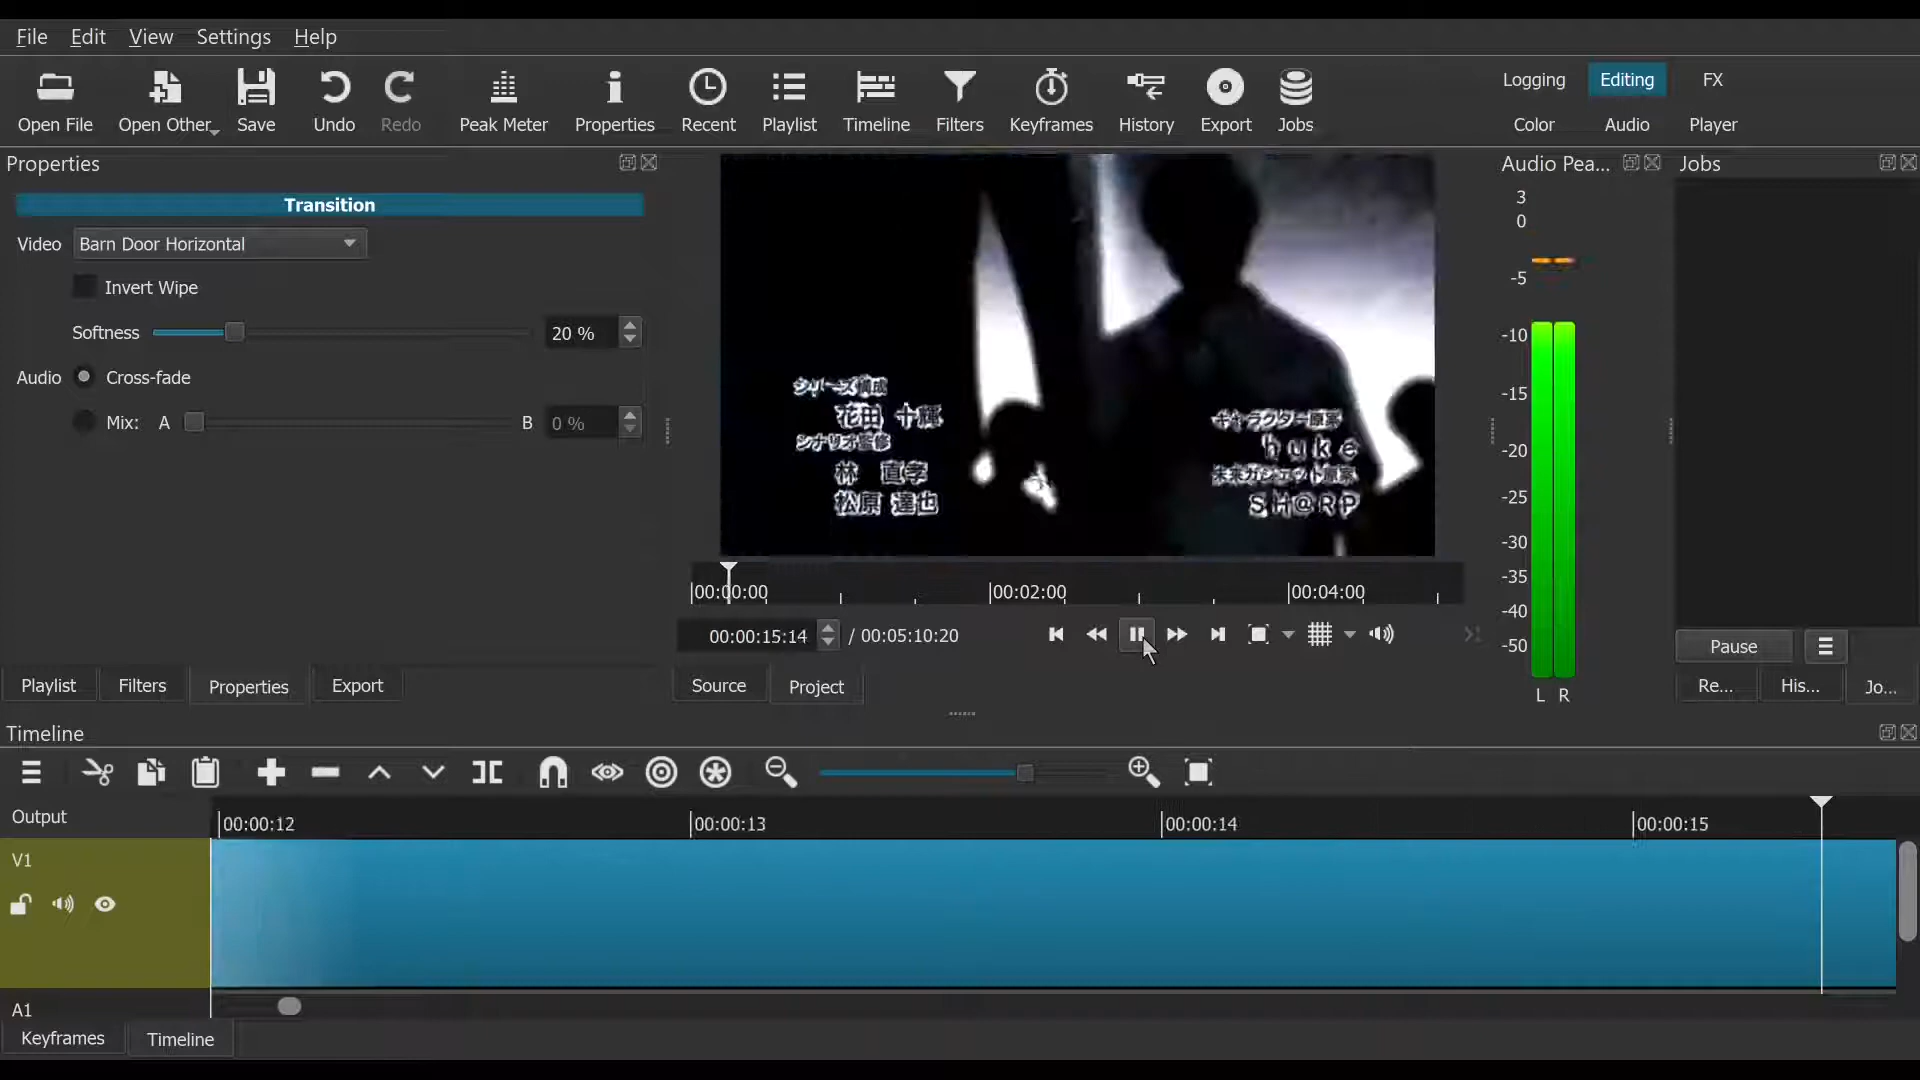 File Edit View Settings Help
Open File Open Other Save Undo Redo Peak Meter Properties Recent Playlist Timeline Filters Keyframes History Export Jobs
Logging Editing FX
Color Audio Player
Properties
Transition
Video Barn Door Horizontal
Invert Wipe
Softness 20 %
Audio Cross-fade
Mix: A B 0 %
シリーズ構成
花田 十輝
シナリオ監修
林 直孝
松原 達也
キャラクター原案
huke
未来ガジェット原案
SH@RP
00:00:00 00:02:00 00:04:00
00:00:15:14 / 00:05:10:20
Playlist Filters Properties Export
Source Project
Audio Pea...
3
0
-5
-10
-15
-20
-25
-30
-35
-40
-50
L R
Jobs
Pause
Re... His... Jo...
Timeline
Output
00:00:12 00:00:13 00:00:14 00:00:15
V1
A1
Keyframes Timeline